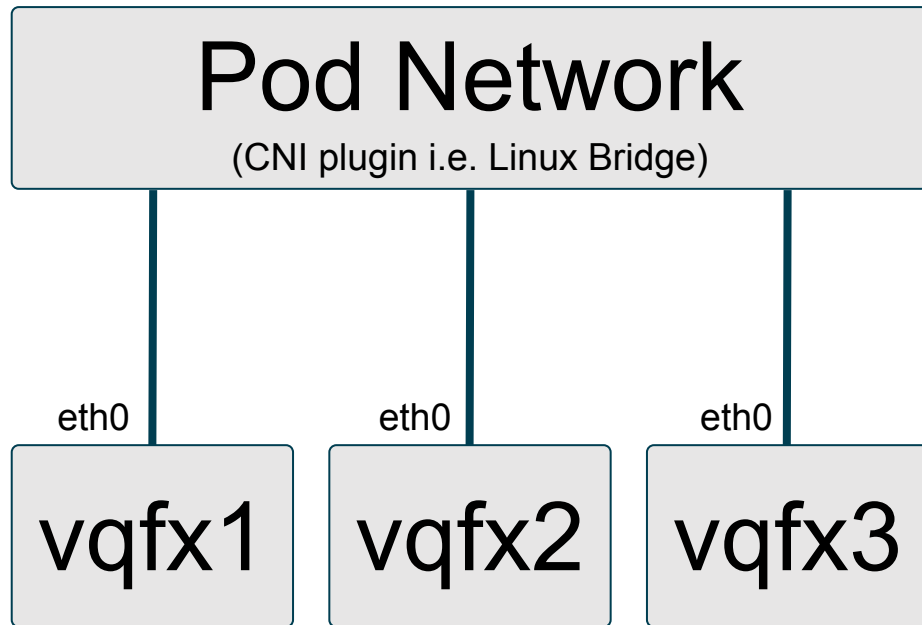 Pod Network
(CNI plugin i.e. Linux Bridge)
eth0 eth0 eth0
vqfx1 vqfx2 vqfx3